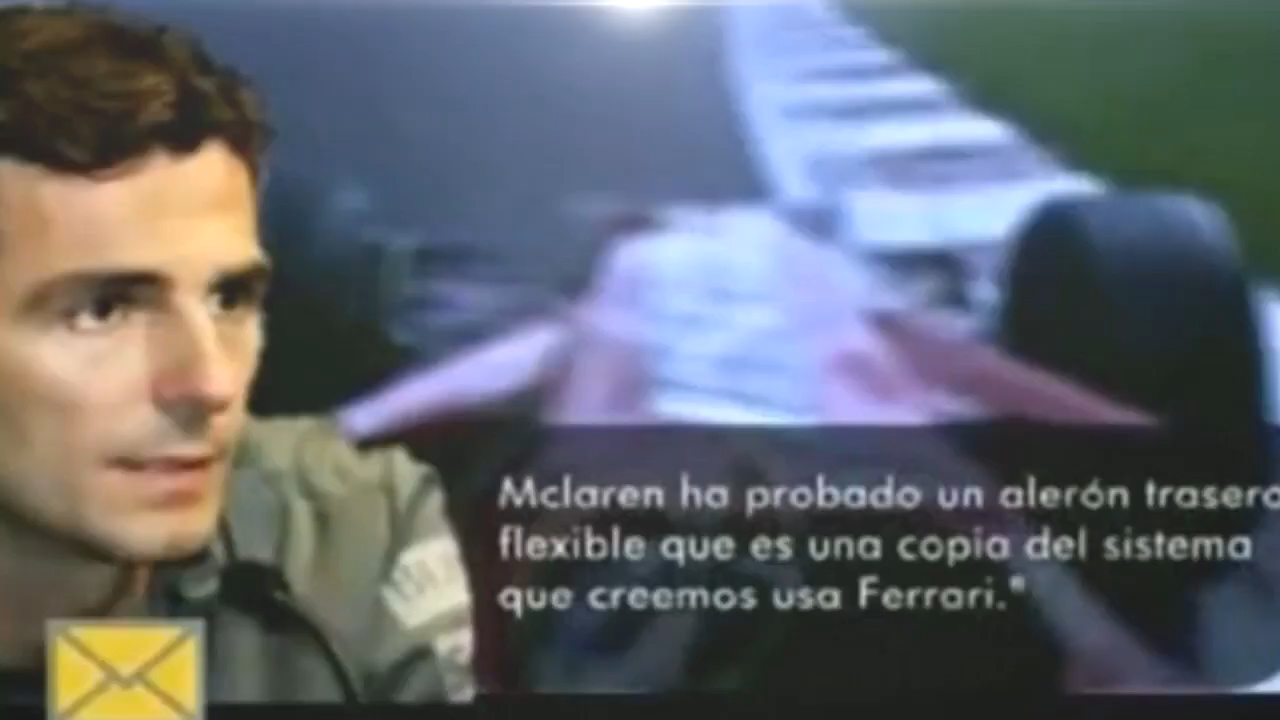 Mclaren ha probado un alerón trasero
flexible que es una copia del sistema
que creemos usa Ferrari."